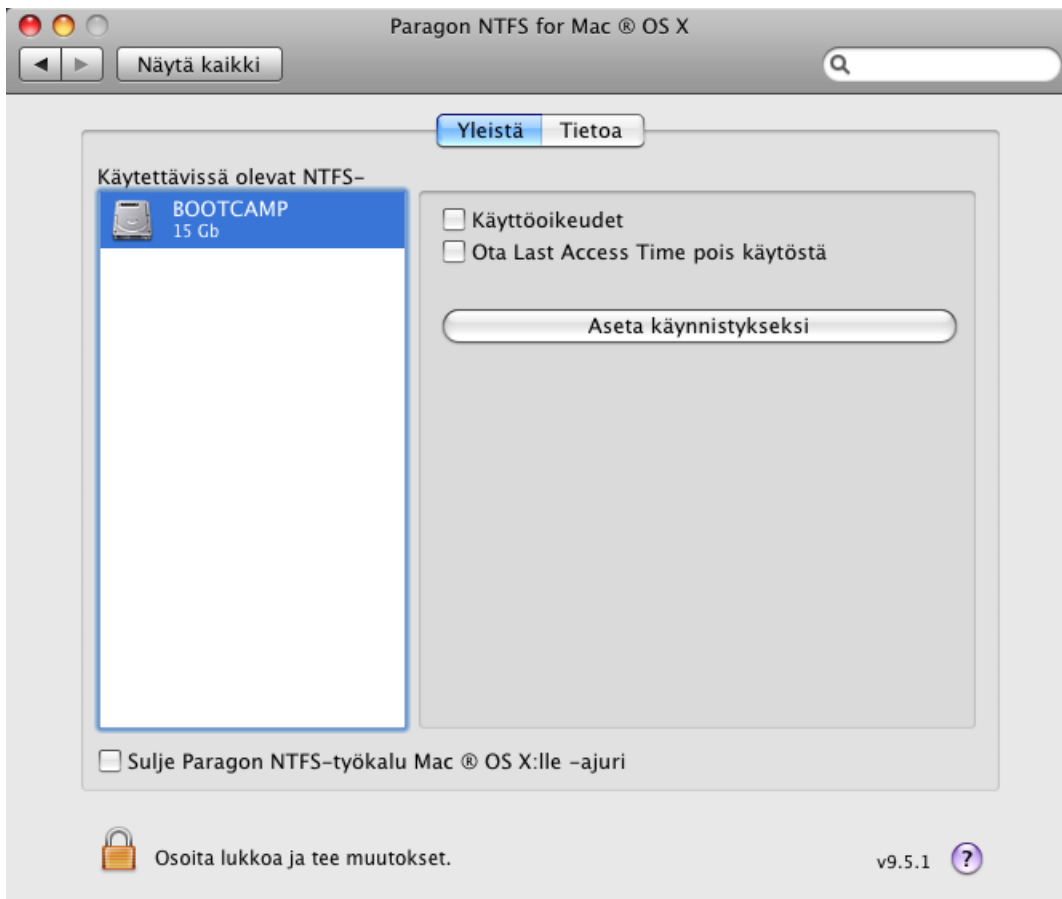 Paragon NTFS for Mac ® OS X
Näytä kaikki
Yleistä Tietoa
Käytettävissä olevat NTFS-
BOOTCAMP
15 Gb
Käyttöoikeudet
Ota Last Access Time pois käytöstä
Aseta käynnistykseksi
Sulje Paragon NTFS-työkalu Mac ® OS X:lle -ajuri
Osoita lukkoa ja tee muutokset.
v9.5.1 ?